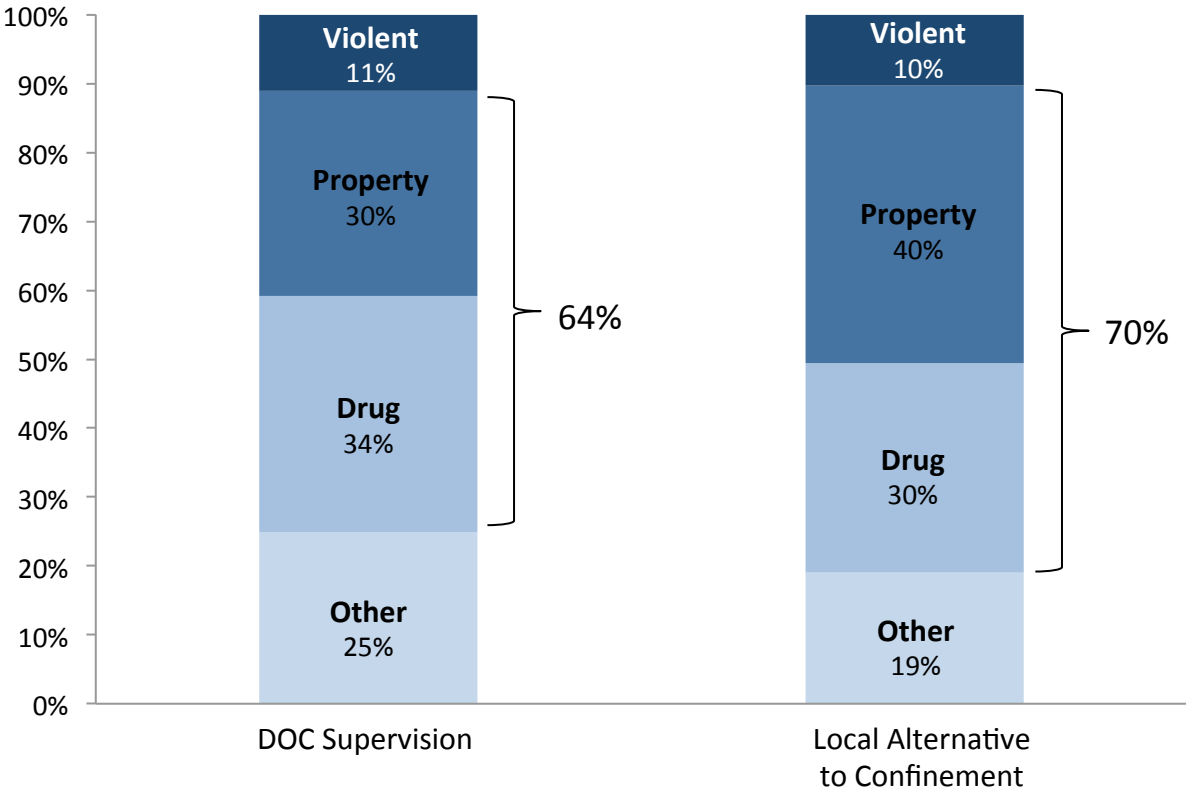 100%
90%
80%
70%
60%
50%
40%
30%
20%
10%
0%
Violent
11%
Property
30%
Drug
34%
Other
25%
64%
DOC Supervision
Violent
10%
Property
40%
Drug
30%
Other
19%
70%
Local Alternative
to Confinement